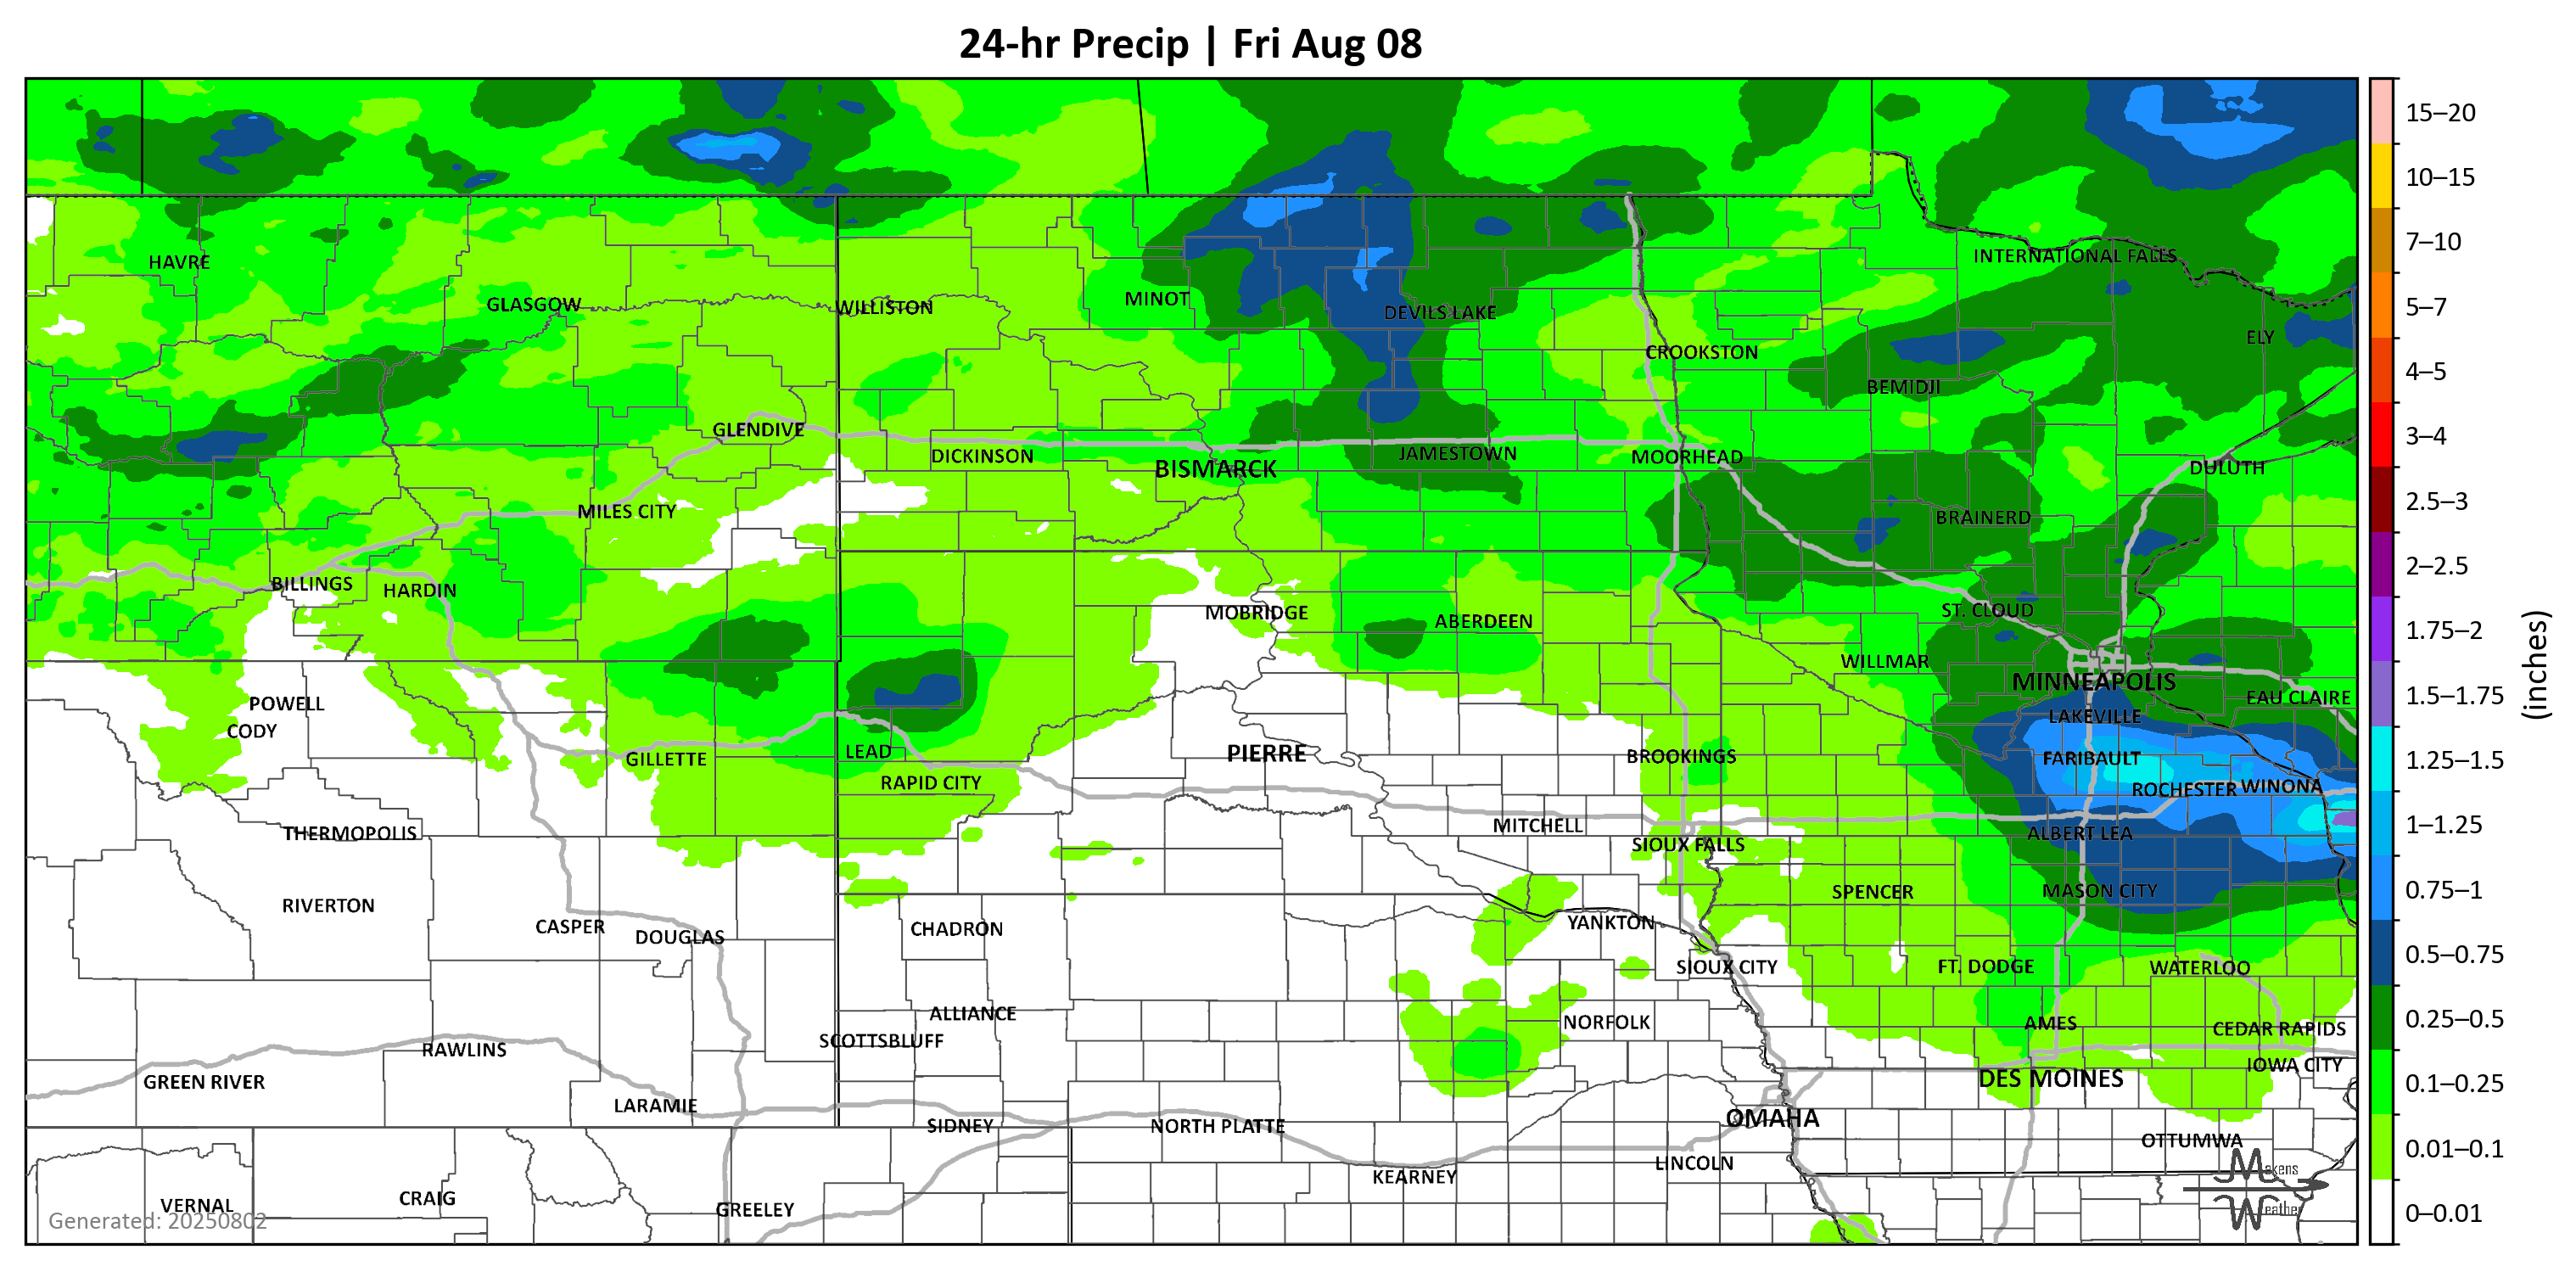 24-hr Precip | Fri Aug 08
15–20
10–15
7–10
INTERNATIONAL FALLS
HAVRE
MINOT
5–7
GLASGOW
WILLISTON
DEVILS LAKE
ELY
CROOKSTON
4–5
BEMIDJI
GLENDIVE
3–4
DICKINSON
BISMARCK
JAMESTOWN
MOORHEAD
DULUTH
2.5–3
MILES CITY
BRAINERD
2–2.5
BILLINGS
HARDIN
MOBRIDGE
ABERDEEN
ST. CLOUD
1.75–2
WILLMAR
(inches)
MINNEAPOLIS
1.5–1.75
EAU CLAIRE
POWELL
LAKEVILLE
CODY
GILLETTE
LEAD
PIERRE
BROOKINGS
FARIBAULT
1.25–1.5
RAPID CITY
ROCHESTER
WINONA
THERMOPOLIS
MITCHELL
ALBERT LEA
1–1.25
SIOUX FALLS
SPENCER
MASON CITY
0.75–1
RIVERTON
CASPER
DOUGLAS
CHADRON
YANKTON
0.5–0.75
SIOUX CITY
FT. DODGE
WATERLOO
ALLIANCE
NORFOLK
AMES
CEDAR RAPIDS
0.25–0.5
SCOTTSBLUFF
RAWLINS
IOWA CITY
GREEN RIVER
DES MOINES
0.1–0.25
LARAMIE
SIDNEY
NORTH PLATTE
OMAHA
OTTUMWA
0.01–0.1
LINCOLN
KEARNEY
Makens
Weather
VERNAL
CRAIG
GREELEY
0–0.01
Generated: 20250802